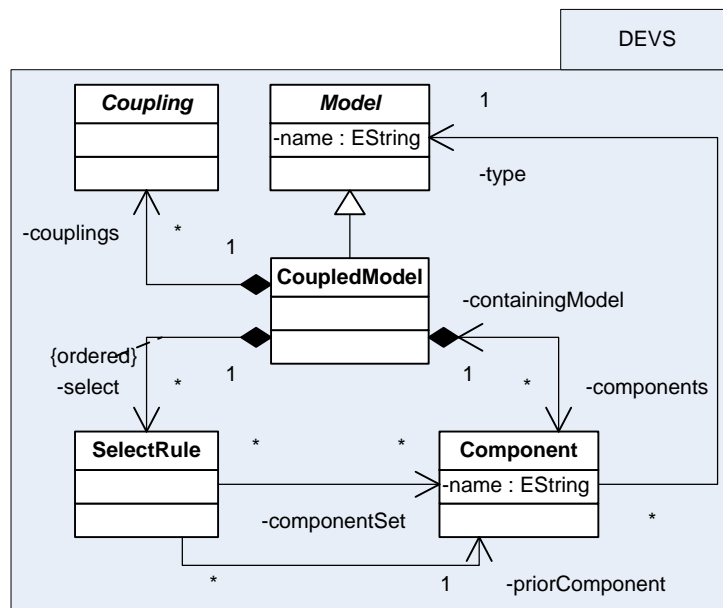 DEVS
Coupling
Model
-name : EString
1
-type
-couplings
*
1
CoupledModel
-containingModel
{ordered}
-select
*
1
1
*
-components
SelectRule
*
*
Component
-name : EString
-componentSet
*
*
1
-priorComponent